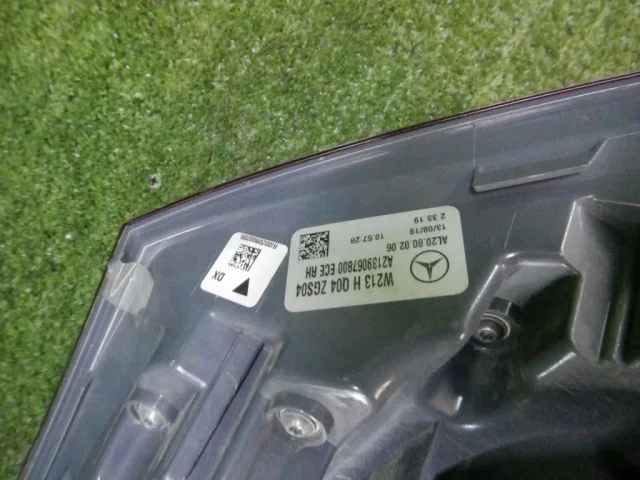 W213 H Q04 ZGS04
A2139067800 ECE RH
AL20.80 02.06
13/08/19 10:57:28
2 33 19
DX